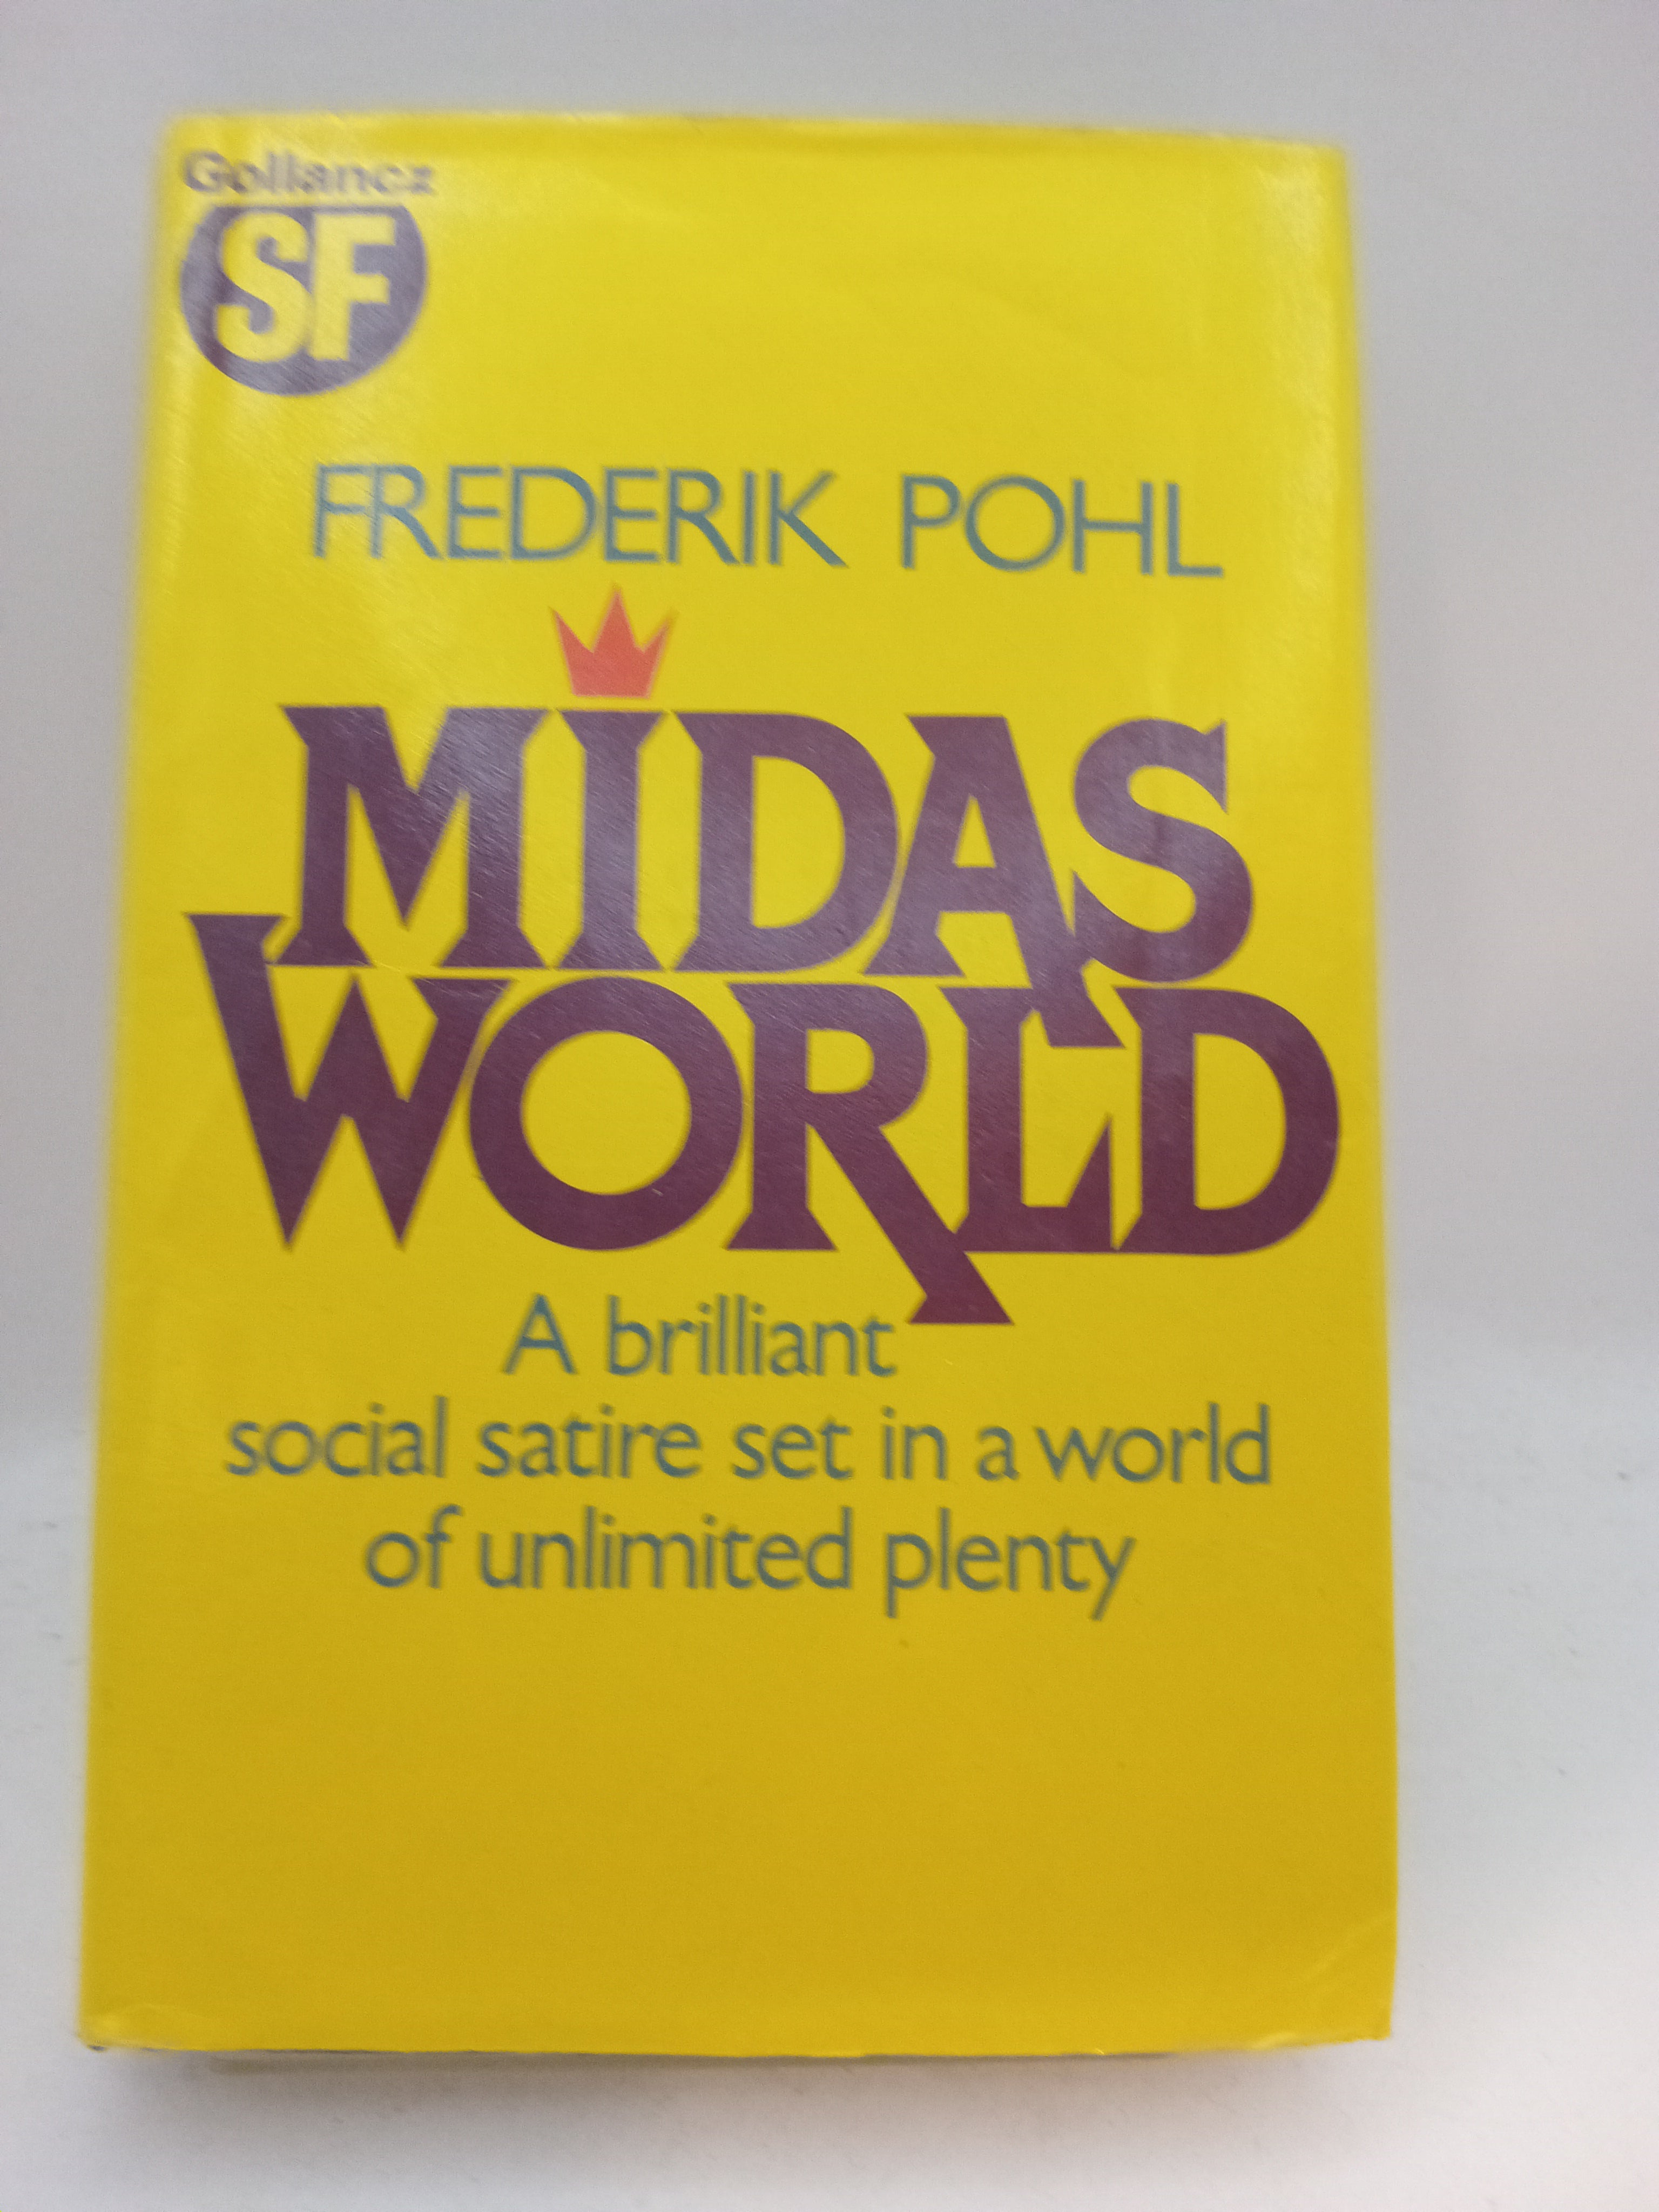 Gollancz
SF
FREDERIK POHL
MIDAS
WORLD
A brilliant
social satire set in a world
of unlimited plenty